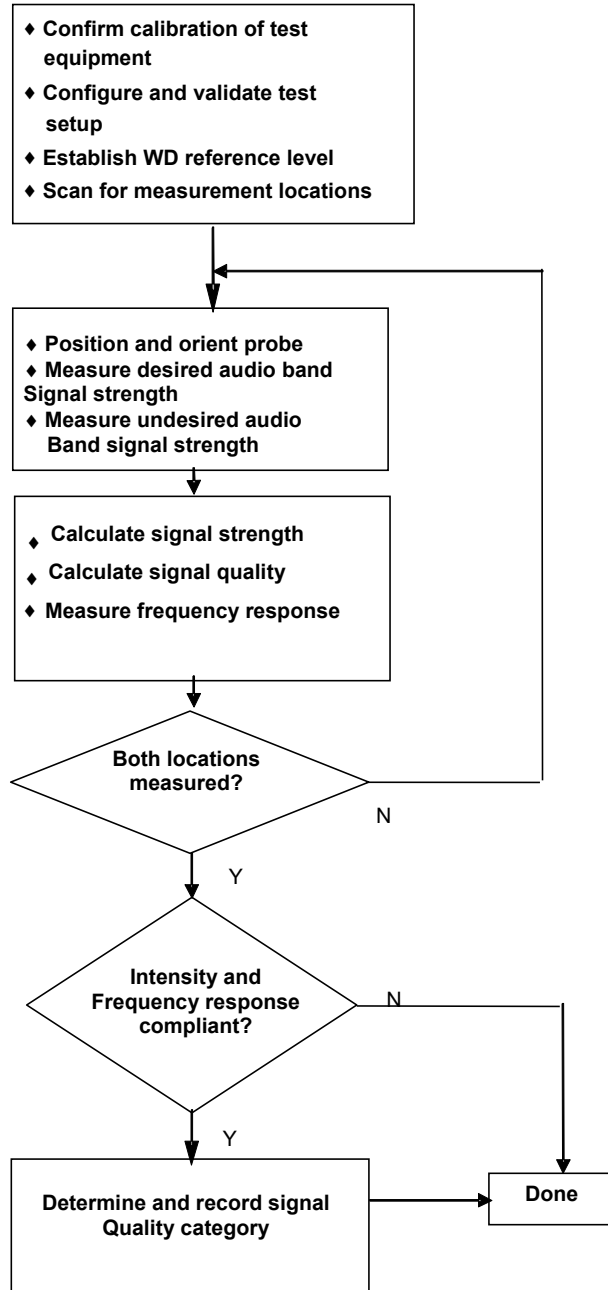 ♦ Confirm calibration of test
equipment
♦ Configure and validate test
setup
♦ Establish WD reference level
♦ Scan for measurement locations
♦ Position and orient probe
♦ Measure desired audio band
Signal strength
♦ Measure undesired audio
Band signal strength
♦ Calculate signal strength
♦ Calculate signal quality
♦ Measure frequency response
Both locations
measured?
N
Y
Intensity and
Frequency response
compliant?
N
Y
Determine and record signal
Quality category
Done